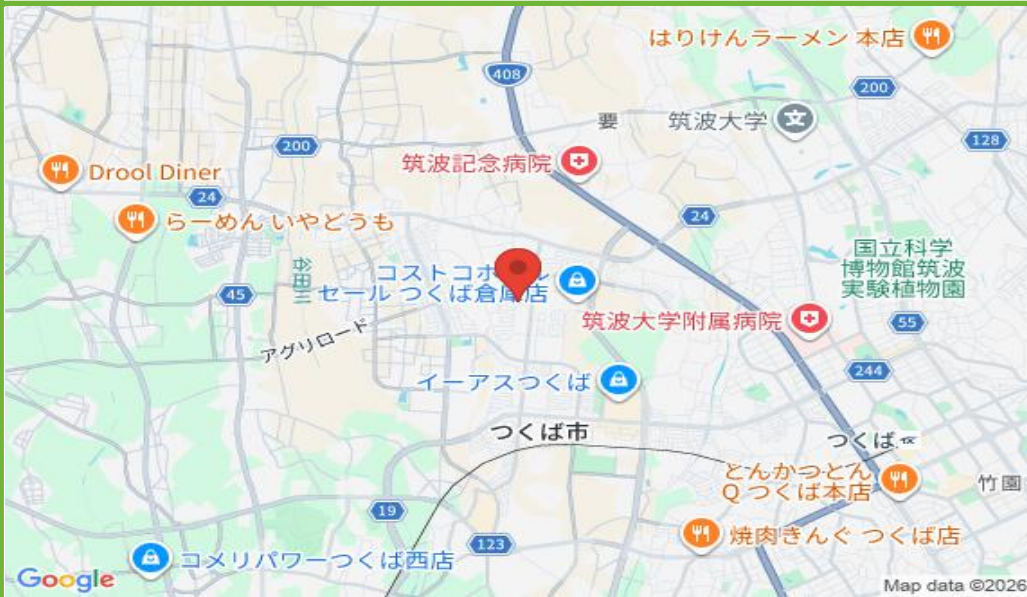 はりけんラーメン 本店
408
200
要
筑波大学
128
200
筑波記念病院
Drool Diner
24
らーめん いやどうも
24
国立科学
博物館筑波
実験植物園
谷田川
コストコホール
セール つくば倉庫店
45
筑波大学附属病院
55
アグリロード
244
イーアスつくば
つくば市
つくば
とんかつとん
Q つくば本店
竹園
19
123
焼肉きんぐ つくば店
コメリパワーつくば西店
Google
Map data ©2026